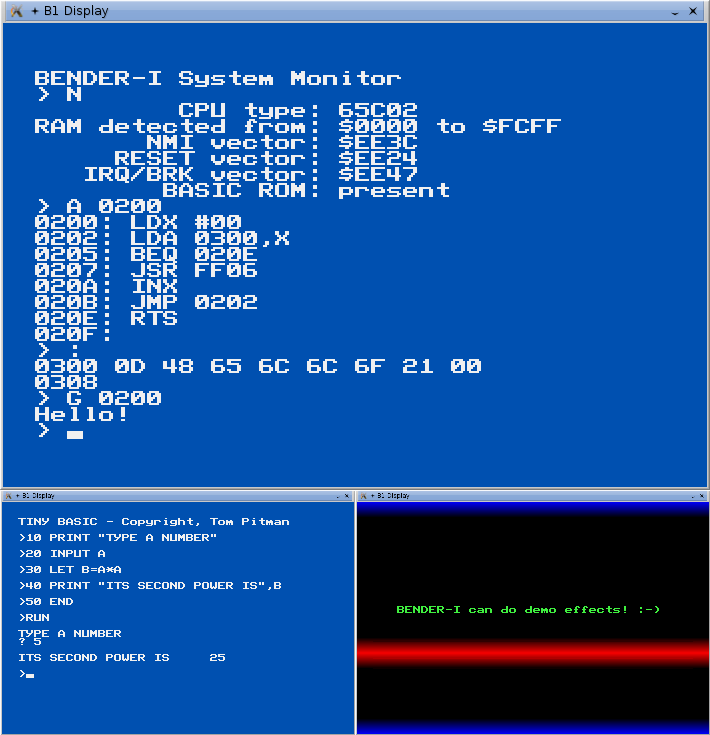 + B1 Display
BENDER-I System Monitor
> N
CPU type: 65C02
RAM detected from: $0000 to $FCFF
NMI vector: $EE3C
RESET vector: $EE24
IRQ/BRK vector: $EE47
BASIC ROM: present
> A 0200
0200: LDX #00
0202: LDA 0300,X
0205: BEQ 020E
0207: JSR FF06
020A: INX
020B: JMP 0202
020E: RTS
020F:
> :
0300 0D 48 65 6C 6C 6F 21 00
0308
> G 0200
Hello!
>
+ B1 Display
TINY BASIC - Copyright, Tom Pitman
>10 PRINT "TYPE A NUMBER"
>20 INPUT A
>30 LET B=A*A
>40 PRINT "ITS SECOND POWER IS",B
>50 END
>RUN
TYPE A NUMBER
? 5
ITS SECOND POWER IS     25
>
+ B1 Display
BENDER-I can do demo effects! :-)